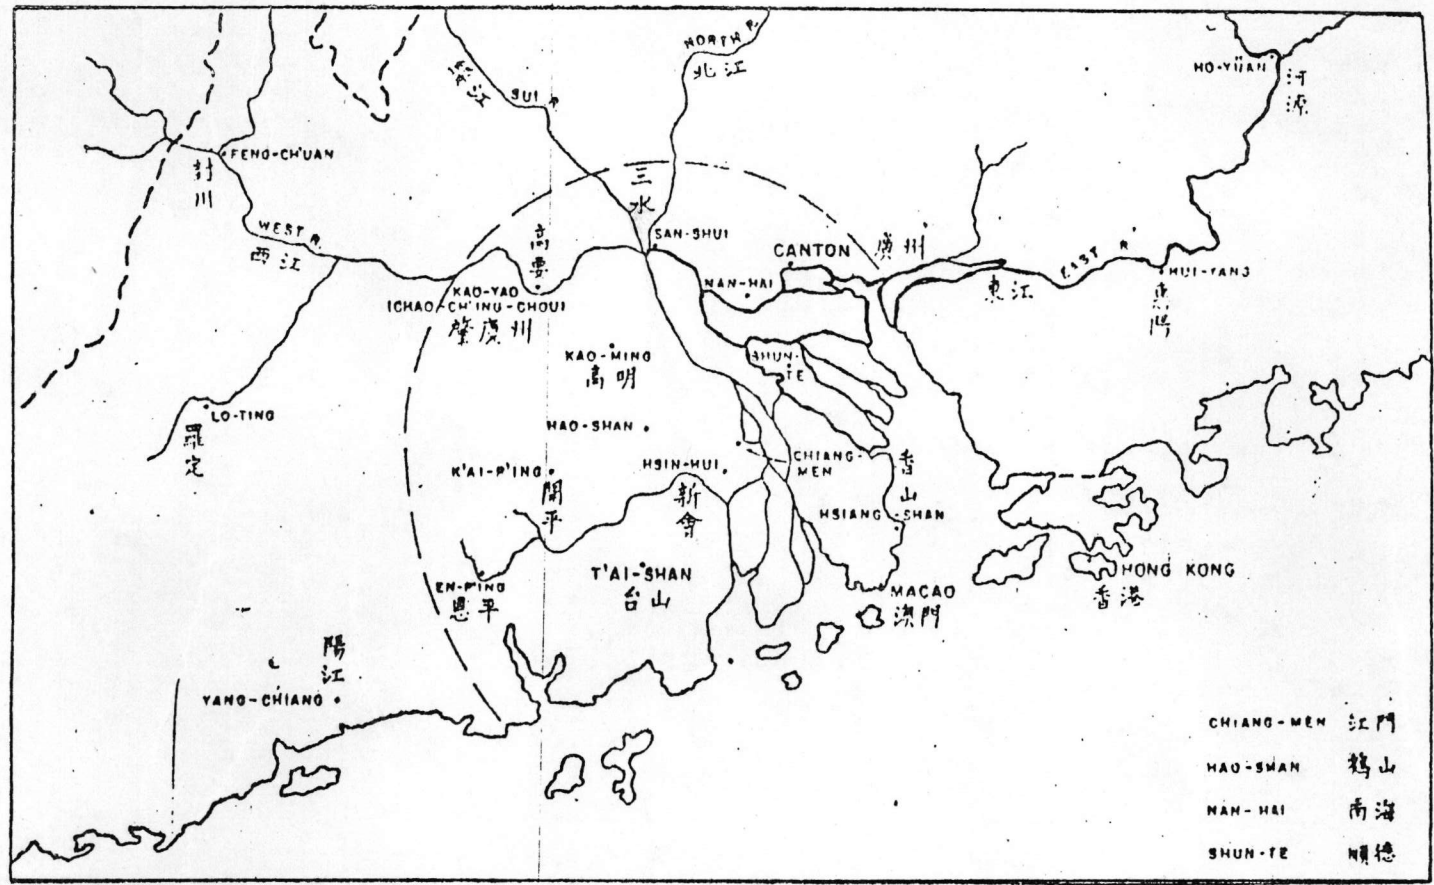 NORTH R.
北江
SUI R.
綏江
HO-YUAN
河源
FENG-CH'UAN
封川
三水
SAN-SHUI
WEST R.
西江
高要
KAO-YAO
(CHAO-CH'ING-CHOU)
肇慶州
CANTON
廣州
NAN-HAI
EAST R.
東江
HUI-YANG
惠陽
KAO-MING
高明
SHUN-
TE
LO-TING
羅定
HAO-SHAN
K'AI-P'ING
開平
HSIN-HUI
新會
CHIANG-
MEN
香山
HSIANG SHAN
EN-P'ING
恩平
T'AI-SHAN
台山
MACAO
澳門
HONG KONG
香港
陽江
YANG-CHIANG
CHIANG-MEN 江門
HAO-SHAN 鶴山
NAN-HAI 南海
SHUN-TE 順德